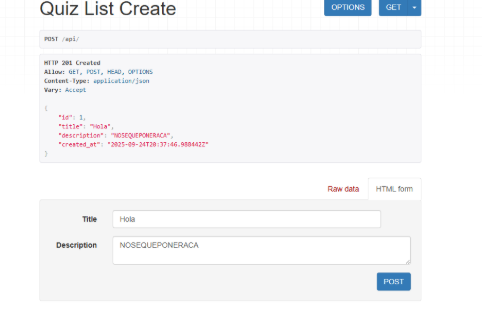 Quiz List Create
OPTIONS
GET
POST /api/
HTTP 201 Created
Allow: GET, POST, HEAD, OPTIONS
Content-Type: application/json
Vary: Accept
{
"id": 1,
"title": "Hola",
"description": "NOSEQUEPONERACA",
"created_at": "2025-09-24T20:37:46.988442Z"
}
Raw data
HTML form
Title
Hola
Description
NOSEQUEPONERACA
POST